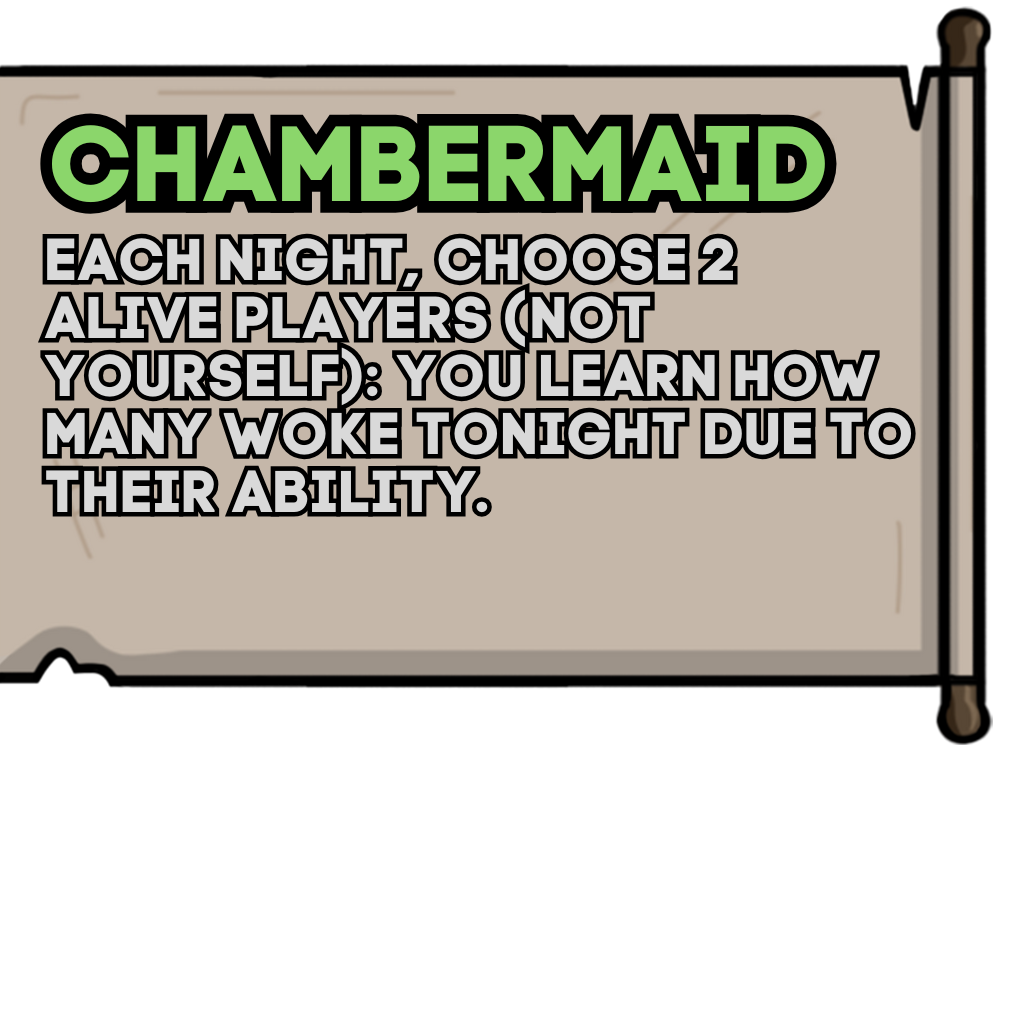 CHAMBERMAID
EACH NIGHT, CHOOSE 2
ALIVE PLAYERS (NOT
YOURSELF): YOU LEARN HOW
MANY WOKE TONIGHT DUE TO
THEIR ABILITY.